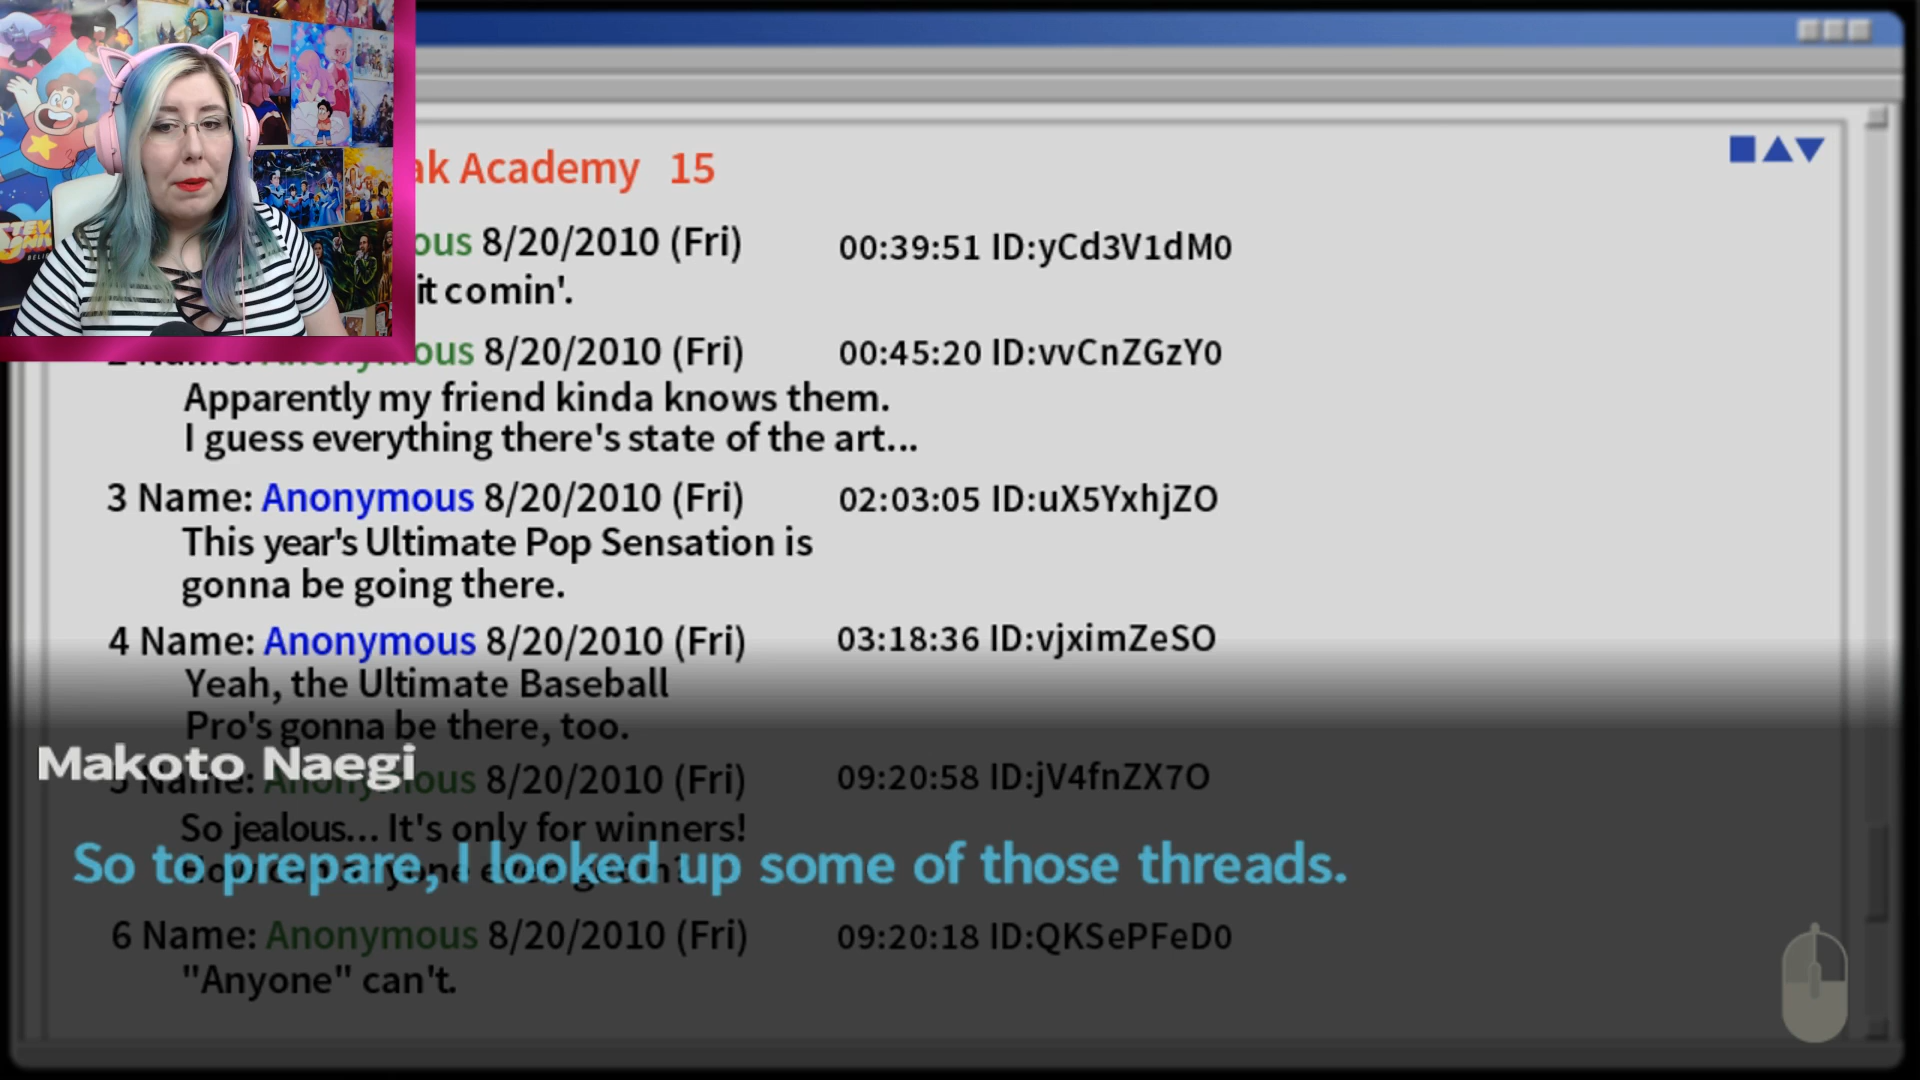 ak Academy 15
ous 8/20/2010 (Fri) 00:39:51 ID:yCd3V1dM0
it comin'.
2 Name: Anonymous 8/20/2010 (Fri) 00:45:20 ID:vvCnZGzY0
Apparently my friend kinda knows them.
I guess everything there's state of the art...
3 Name: Anonymous 8/20/2010 (Fri) 02:03:05 ID:uX5YxhjZO
This year's Ultimate Pop Sensation is
gonna be going there.
4 Name: Anonymous 8/20/2010 (Fri) 03:18:36 ID:vjximZeSO
Yeah, the Ultimate Baseball
Pro's gonna be there, too.
Makoto Naegi
5 Name: Anonymous 8/20/2010 (Fri) 09:20:58 ID:jV4fnZX7O
So jealous... It's only for winners!
So to prepare, I looked up some of those threads.
6 Name: Anonymous 8/20/2010 (Fri) 09:20:18 ID:QKSePFeD0
"Anyone" can't.